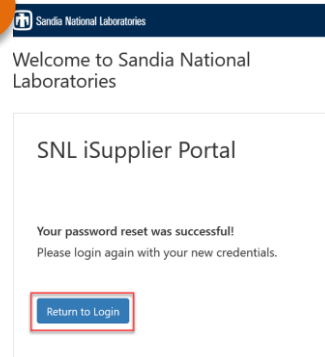 Sandia National Laboratories
Welcome to Sandia National
Laboratories
SNL iSupplier Portal
Your password reset was successful!
Please login again with your new credentials.
Return to Login